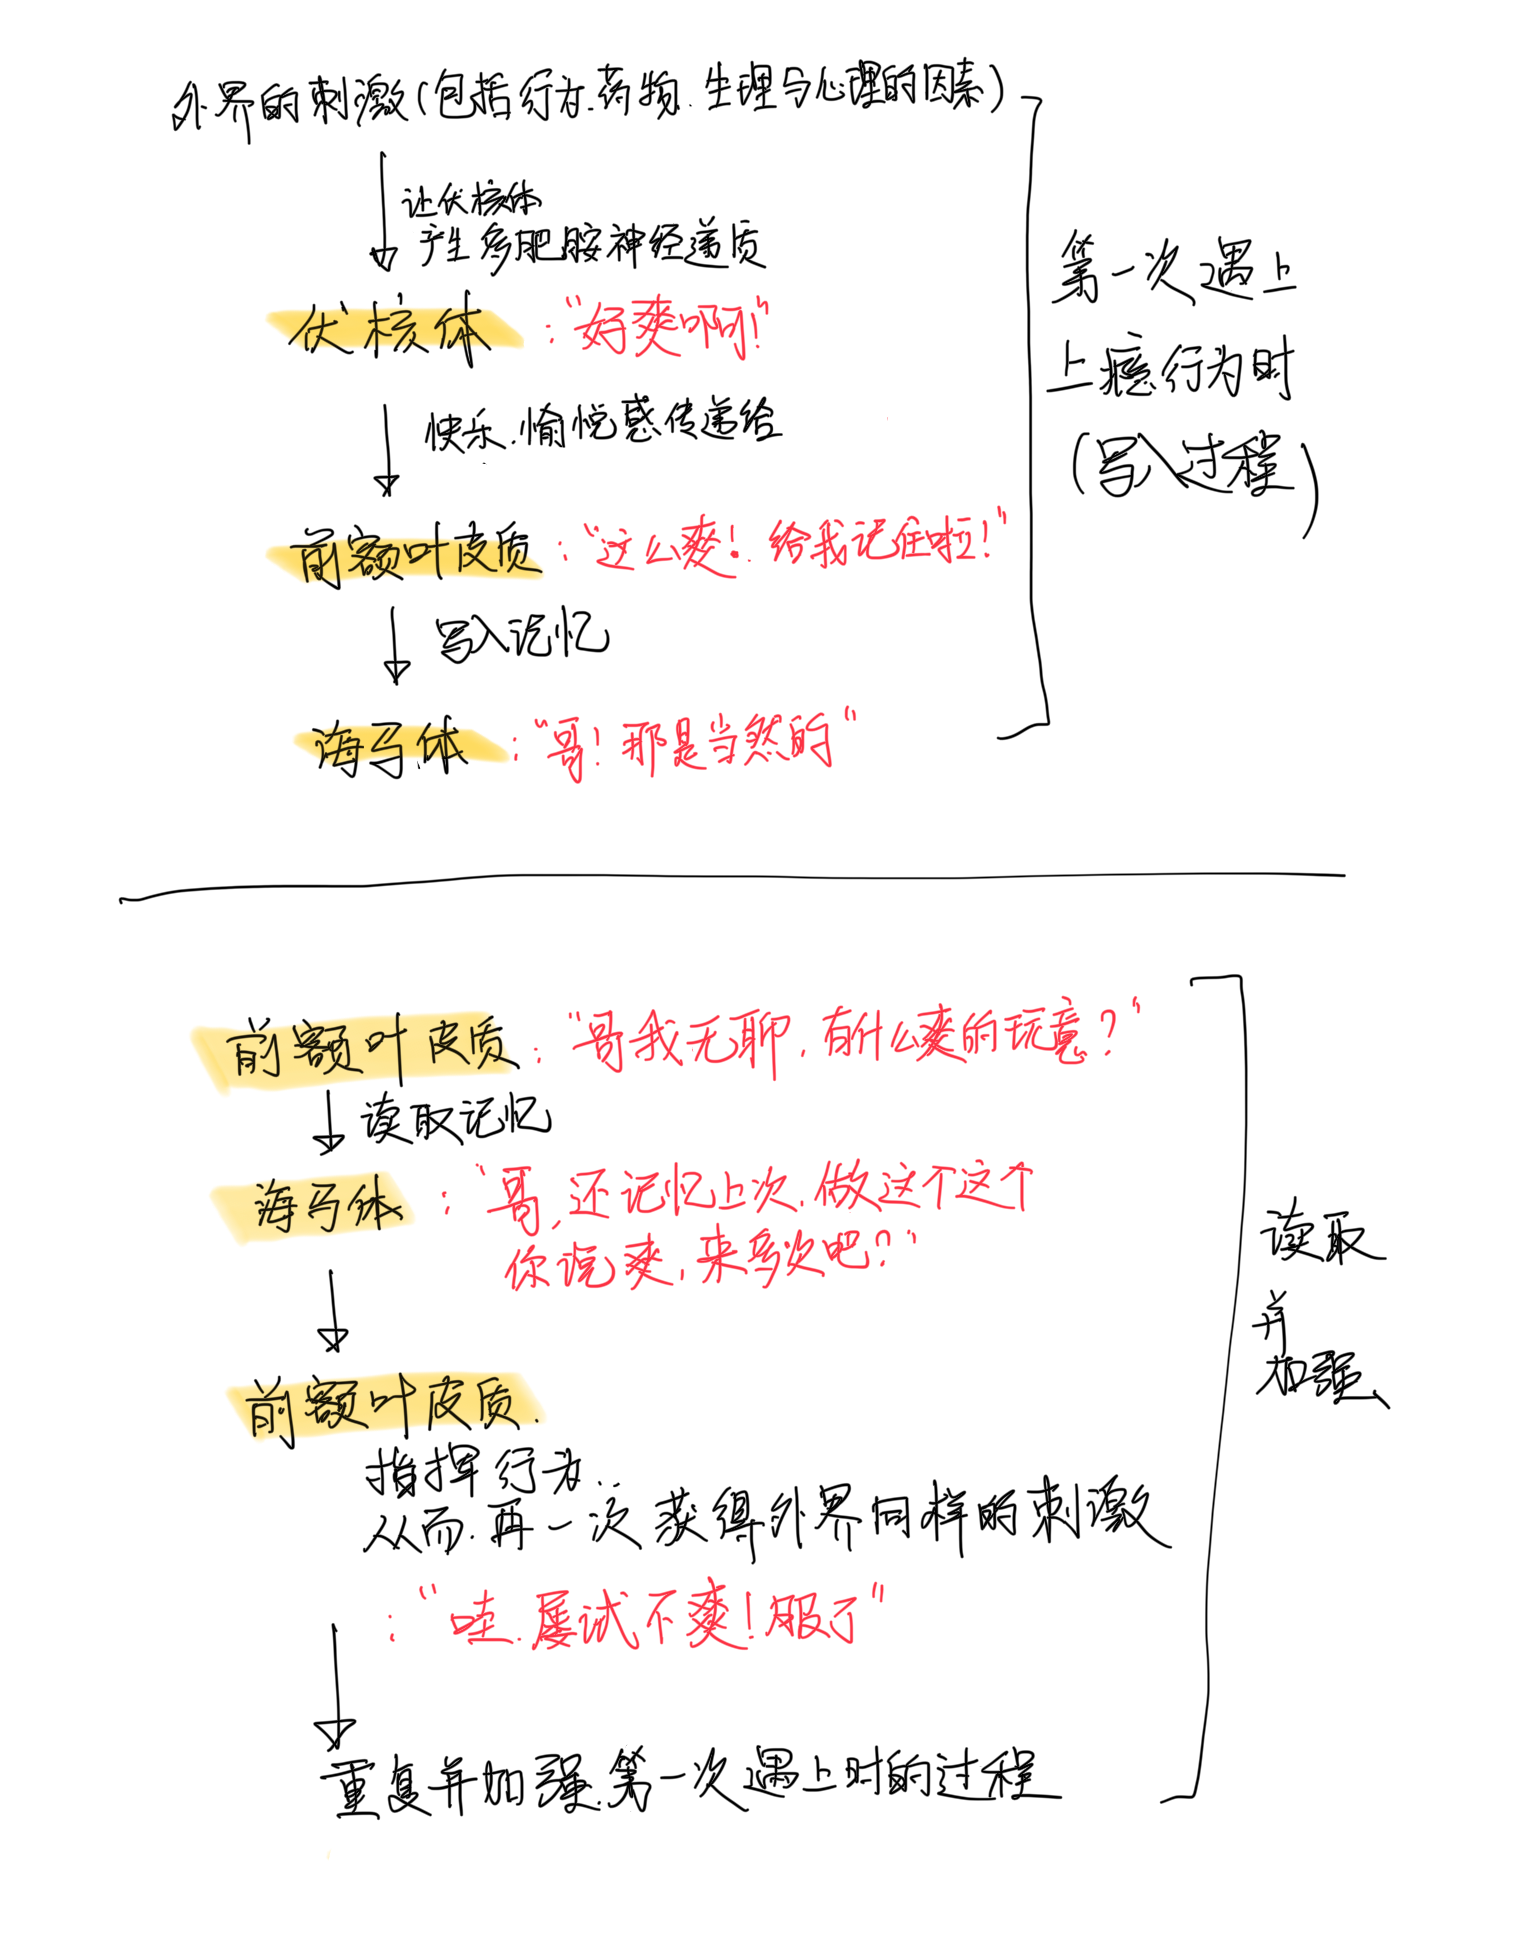 外界的刺激(包括行为.药物.生理与心理的因素)
让伏核体
产生多肥胺神经递质
伏核体:“好爽啊!”
快乐.愉悦感传递给
前额叶皮质:“这么爽!.给我记住啦!”
写入记忆
海马体:“哥!那是当然的”
第一次遇上
上瘾行为时
(写入过程)
前额叶皮质:“哥我无聊,有什么爽的玩意?”
读取记忆
海马体:“哥,还记忆上次.做这个这个
你说爽,来多次吧?”
前额叶皮质.
指挥行为..
从而.再一次获得外界同样的刺激
:“哇.屡试不爽!服了”
重复并加强.第一次遇上时的过程
读取
并
加强、